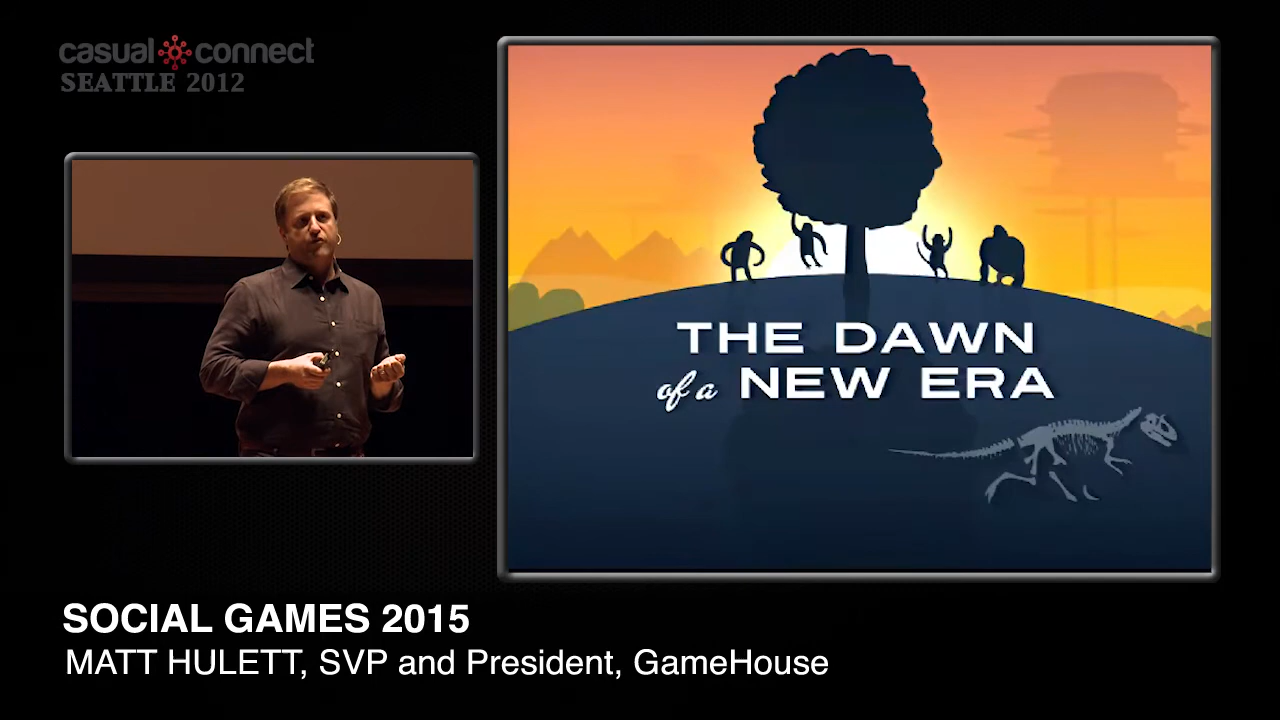 casual connect
SEATTLE 2012
THE DAWN
of a NEW ERA
SOCIAL GAMES 2015
MATT HULETT, SVP and President, GameHouse